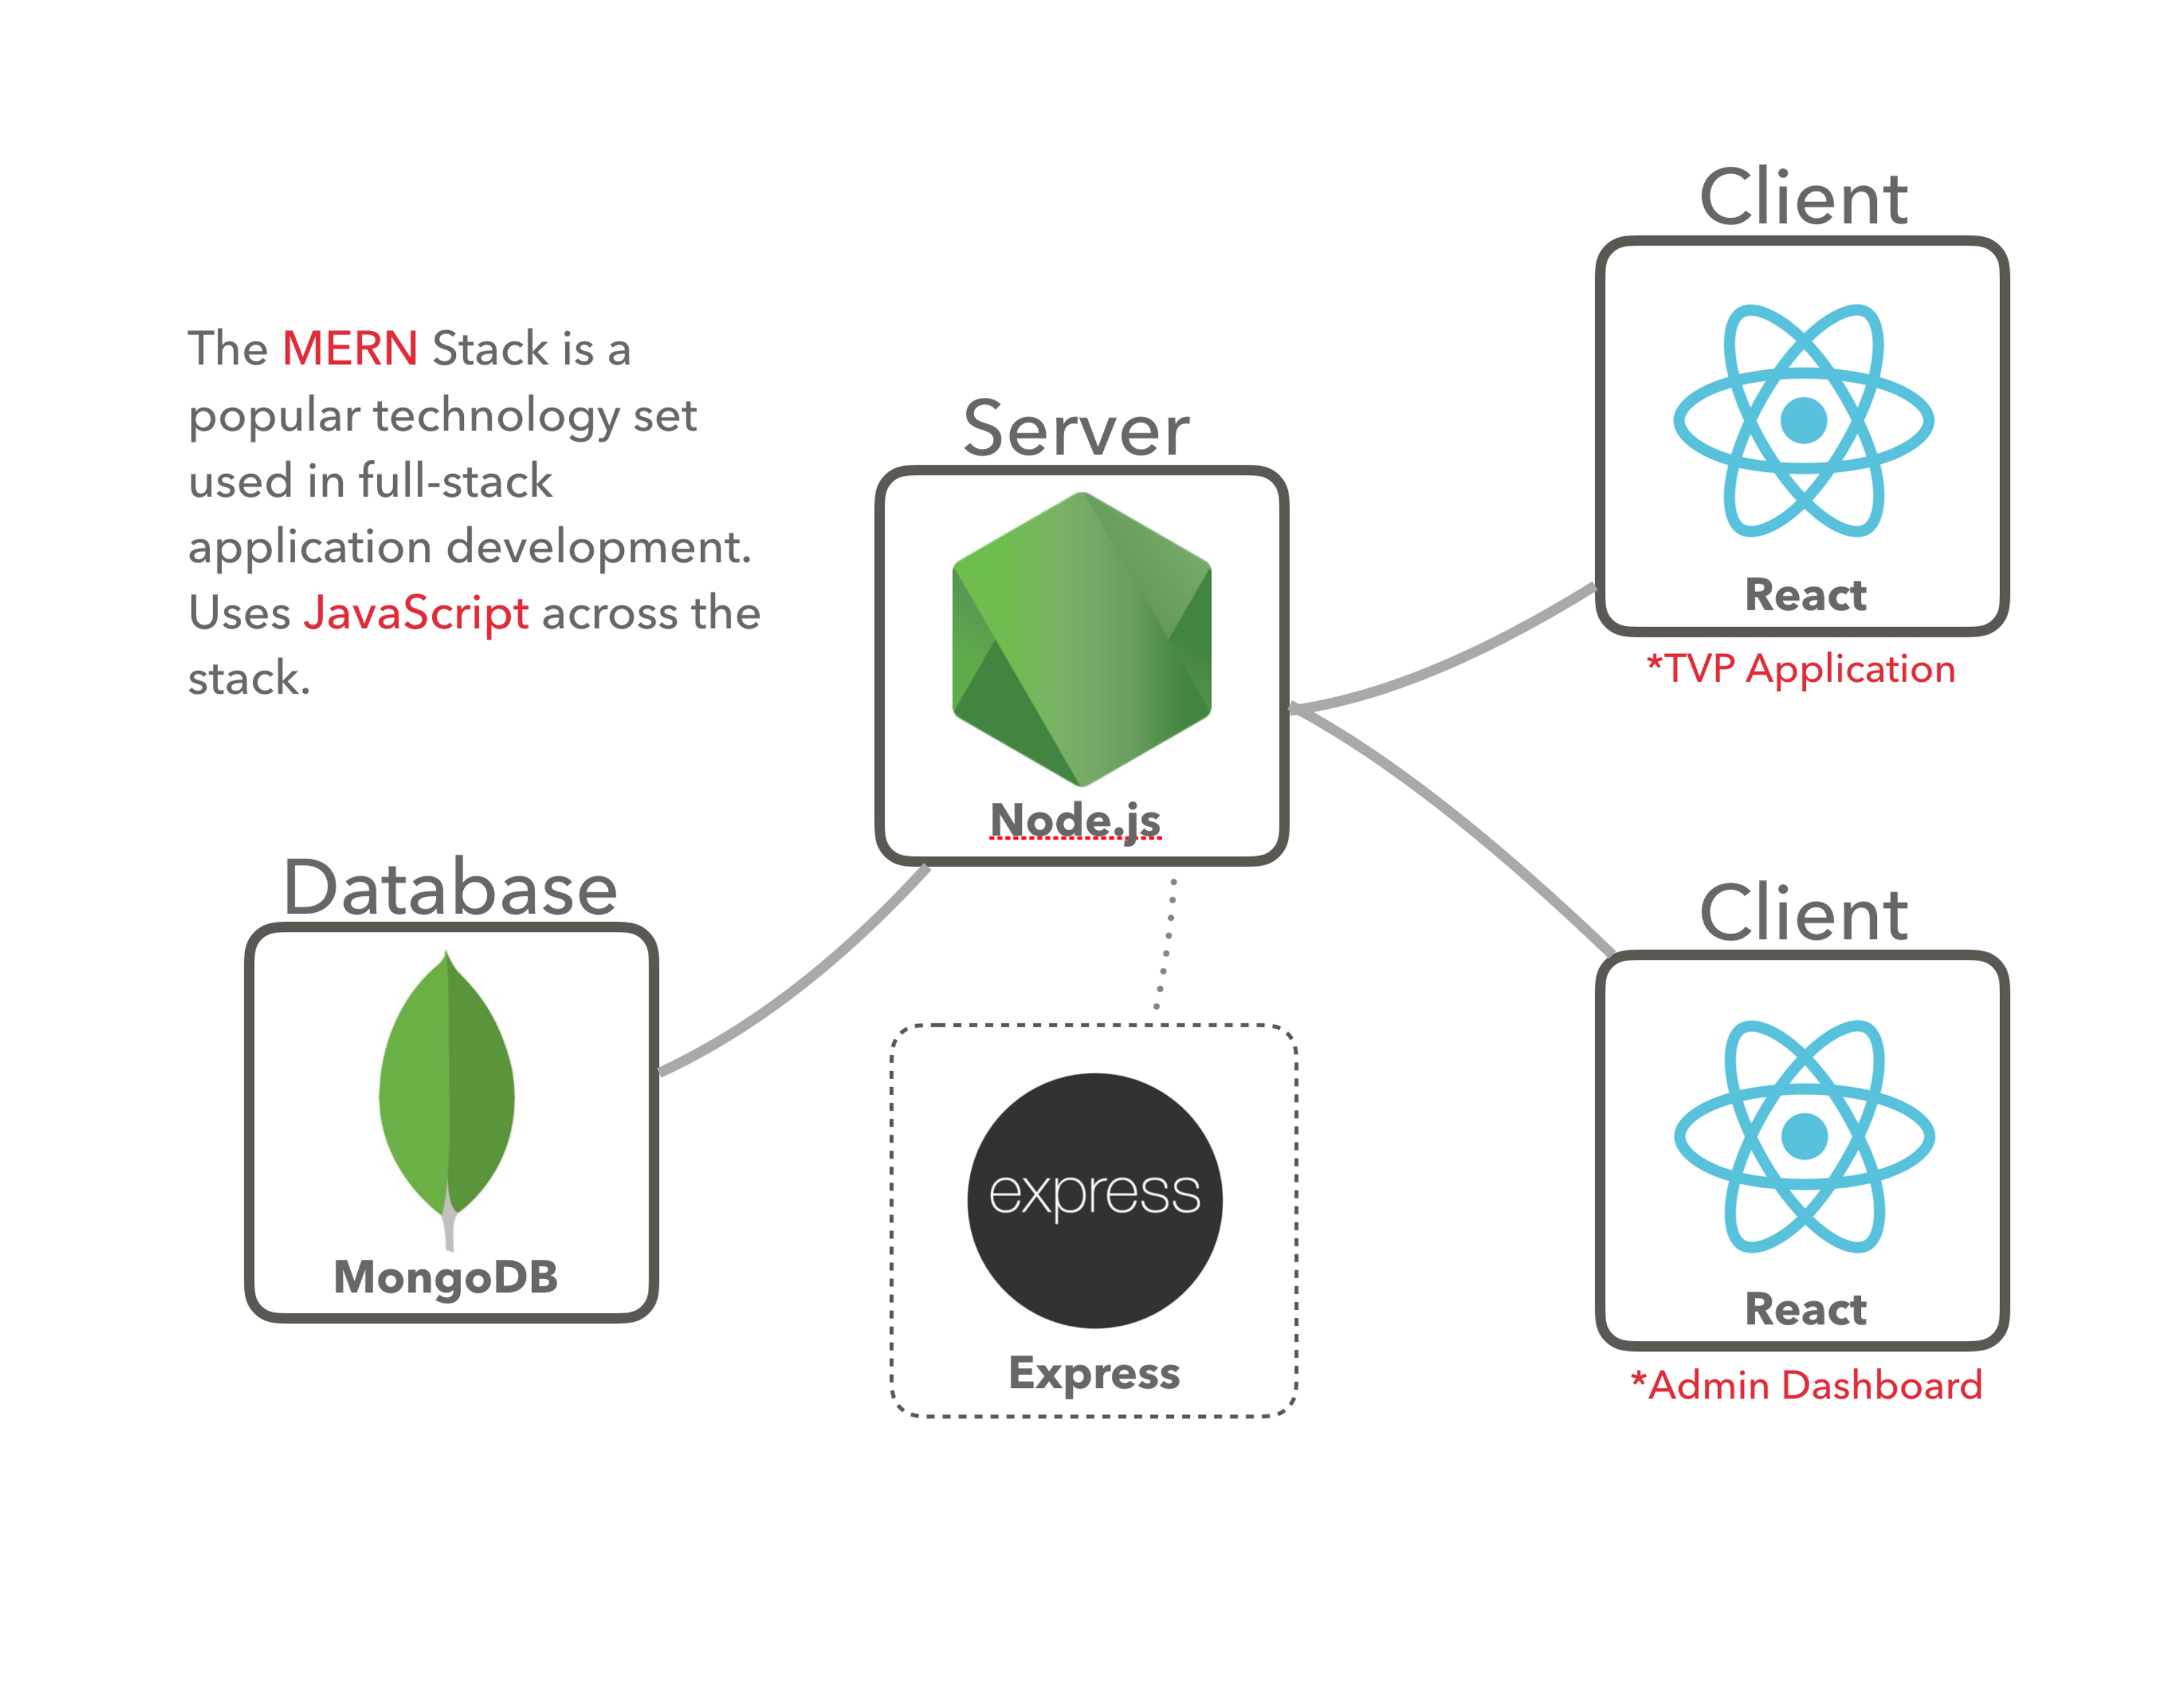 The MERN Stack is a
popular technology set
used in full-stack
application development.
Uses JavaScript across the
stack.
Database
MongoDB
Server
Node.js
express
Express
Client
React
*TVP Application
Client
React
*Admin Dashboard